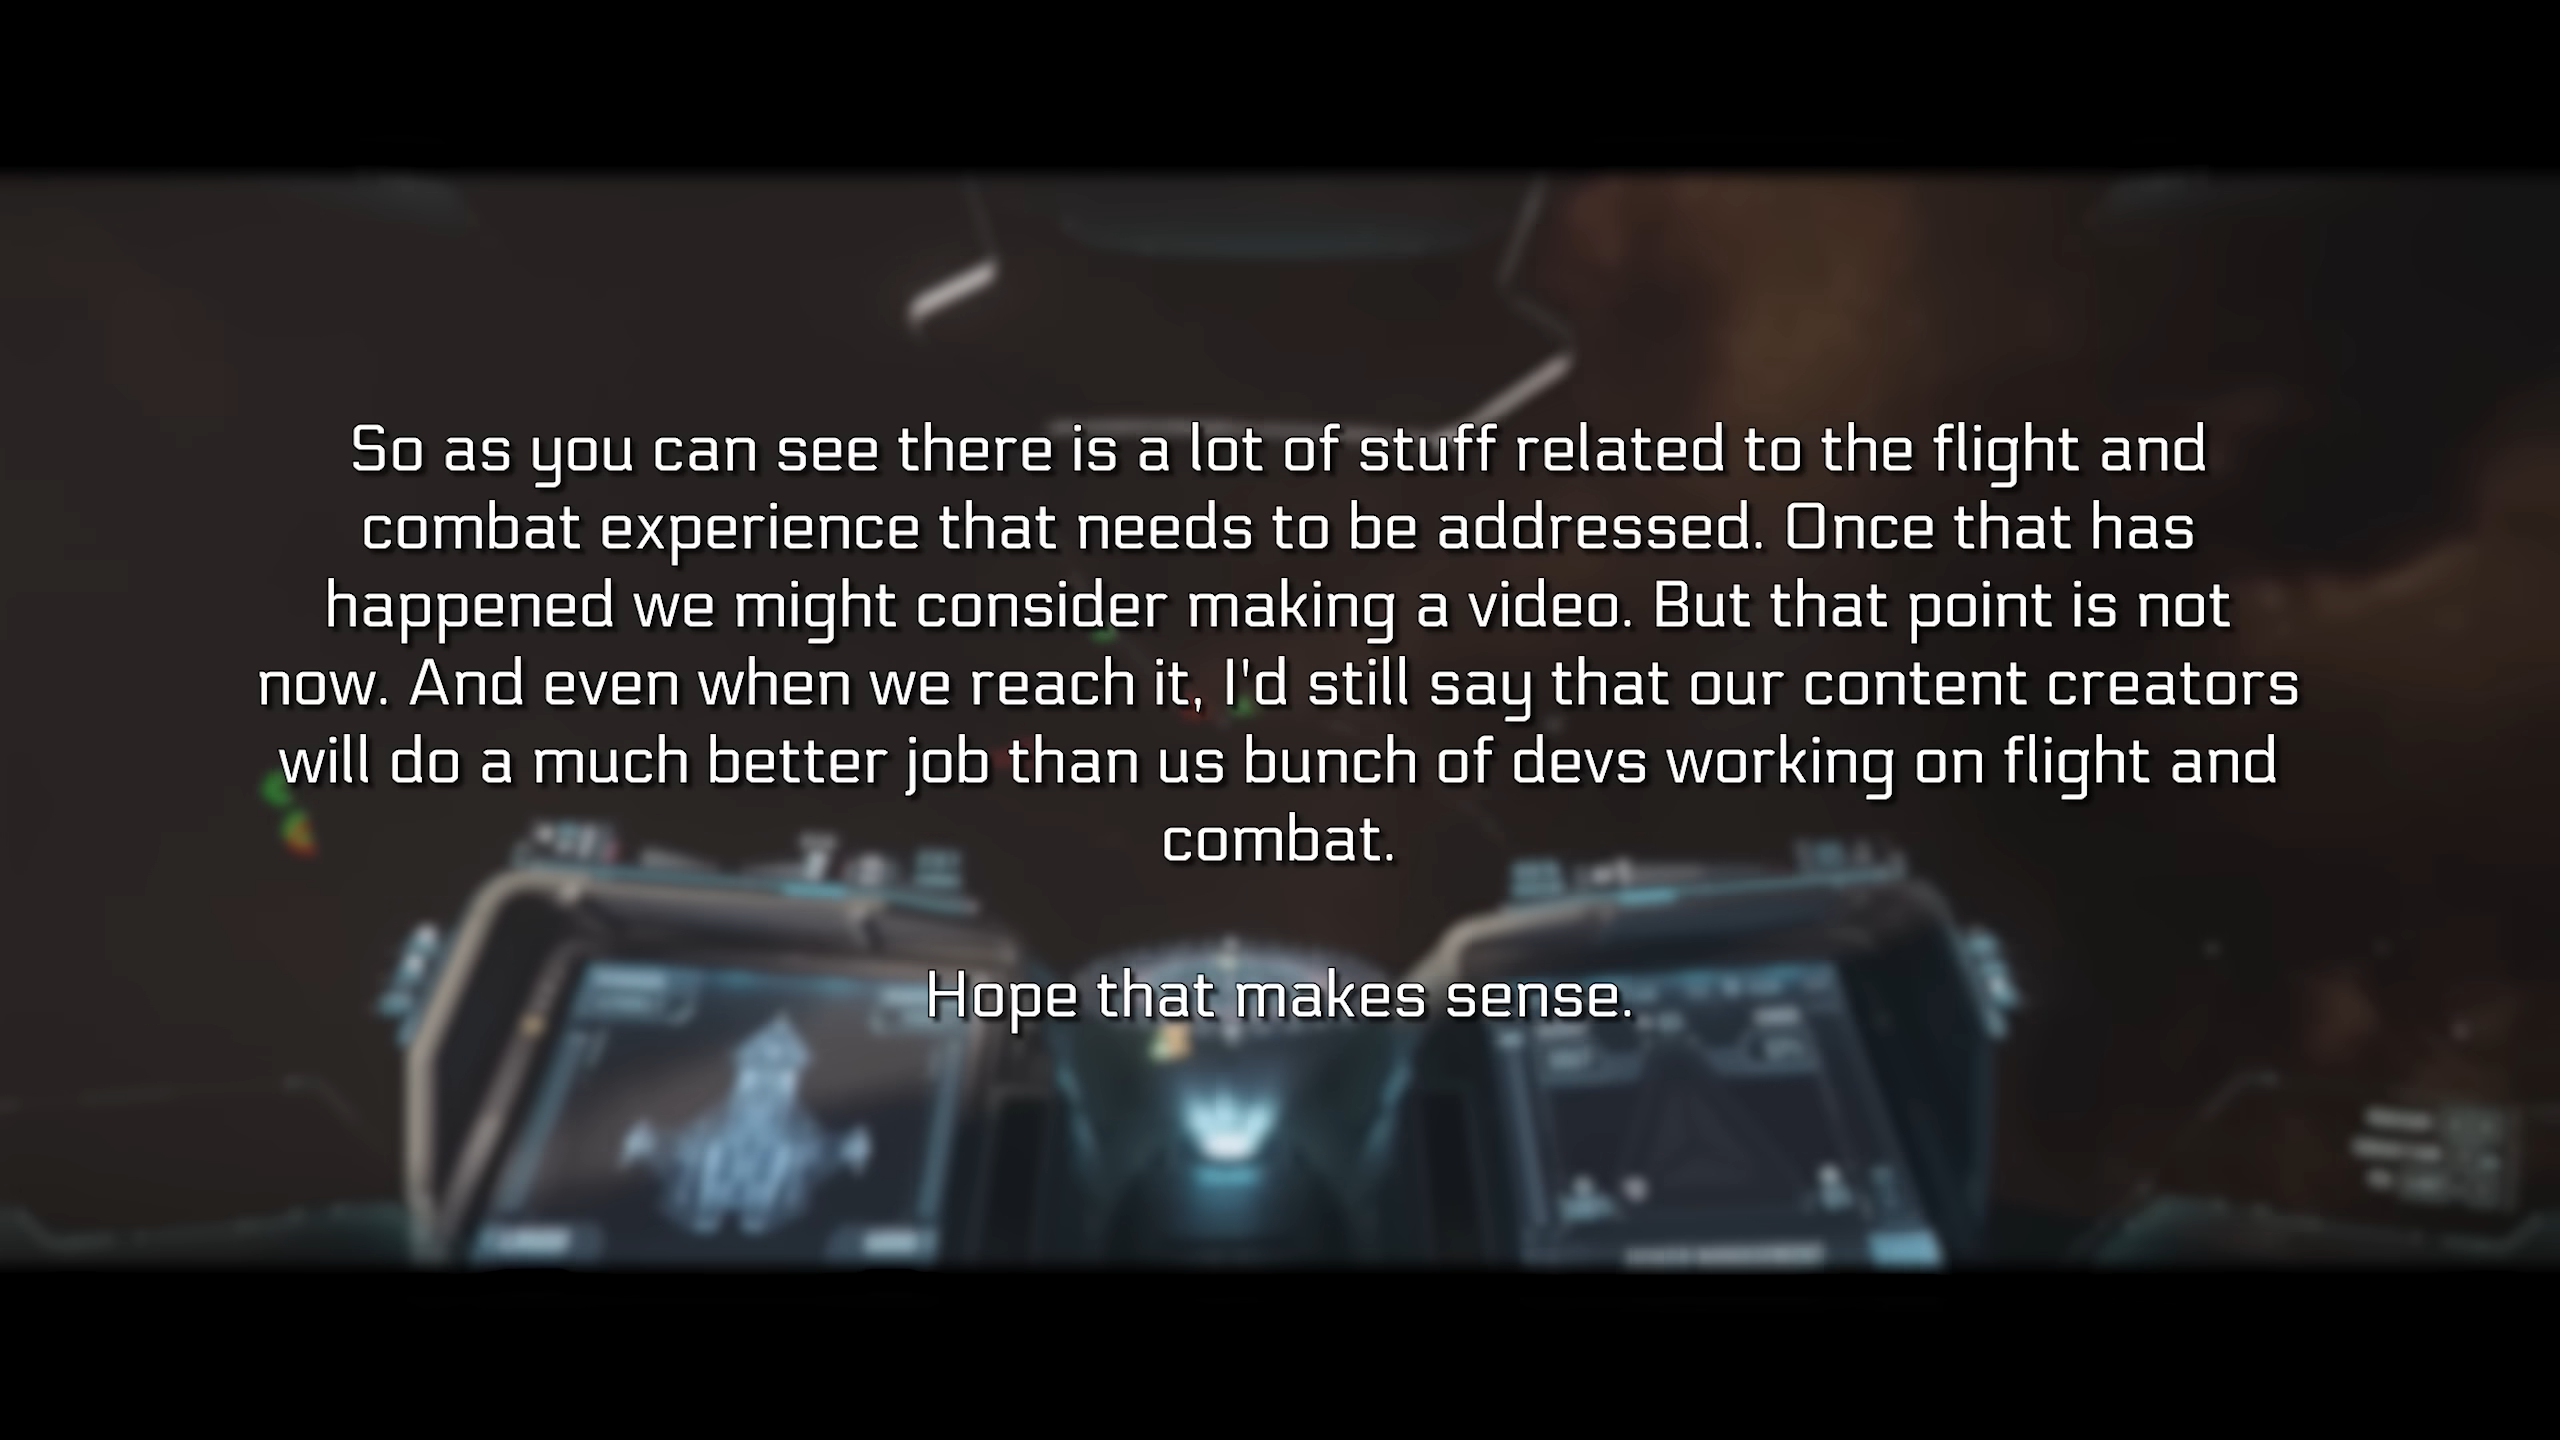 So as you can see there is a lot of stuff related to the flight and
combat experience that needs to be addressed. Once that has
happened we might consider making a video. But that point is not
now. And even when we reach it, I'd still say that our content creators
will do a much better job than us bunch of devs working on flight and
combat.
Hope that makes sense.